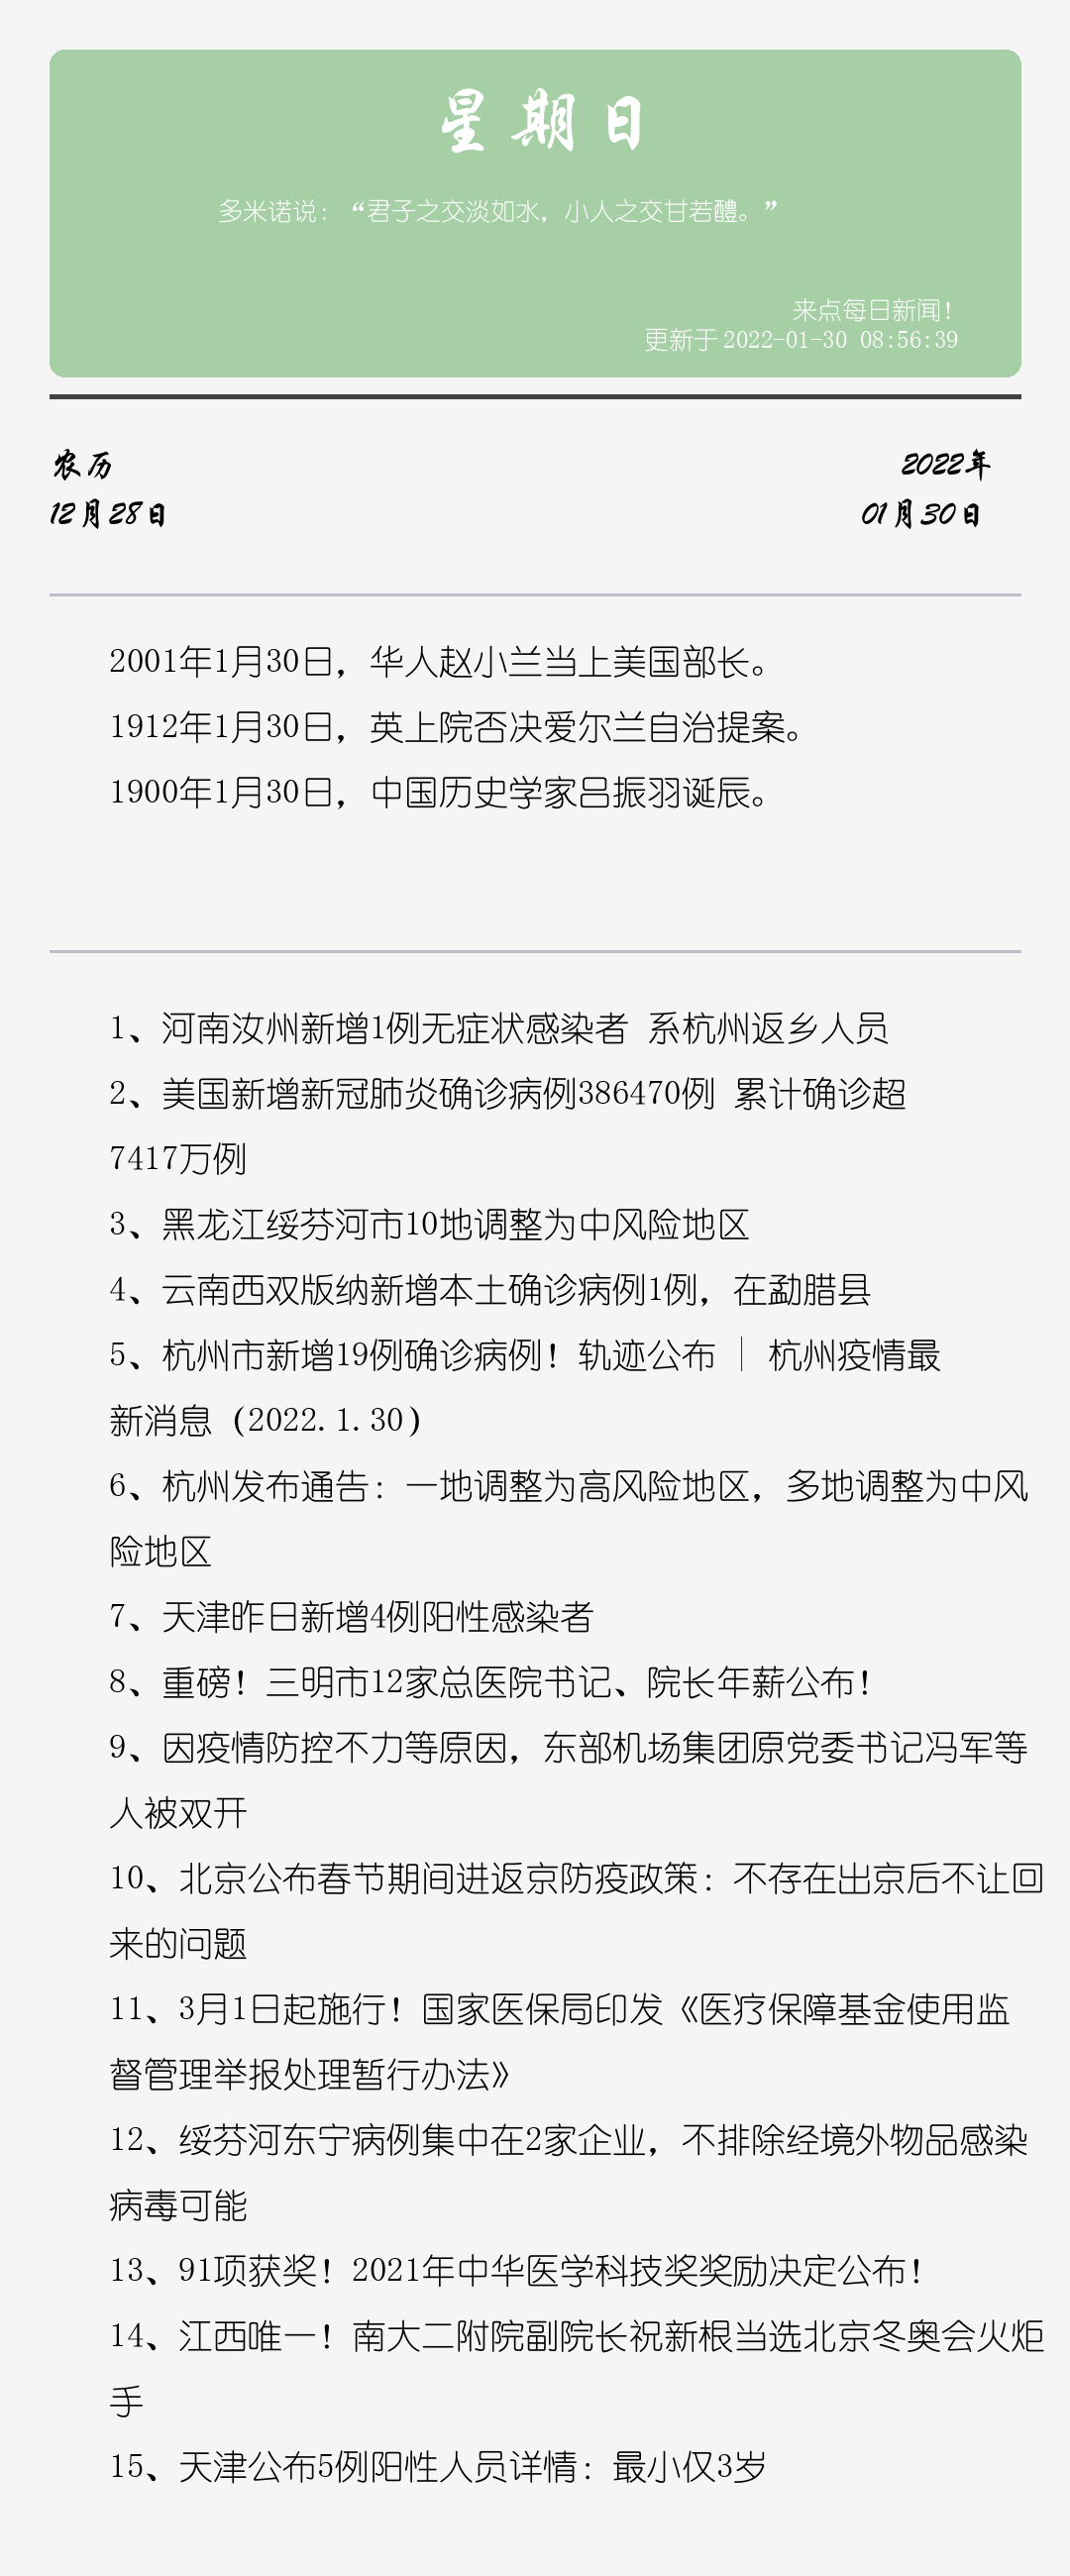 星期日
多米诺说：“君子之交淡如水，小人之交甘若醴。”
来点每日新闻！
更新于 2022-01-30 08:56:39
农历
2022年
12月28日
01月30日
2001年1月30日，华人赵小兰当上美国部长。
1912年1月30日，英上院否决爱尔兰自治提案。
1900年1月30日，中国历史学家吕振羽诞辰。
1、河南汝州新增1例无症状感染者 系杭州返乡人员
2、美国新增新冠肺炎确诊病例386470例 累计确诊超
7417万例
3、黑龙江绥芬河市10地调整为中风险地区
4、云南西双版纳新增本土确诊病例1例，在勐腊县
5、杭州市新增19例确诊病例！轨迹公布｜杭州疫情最
新消息（2022.1.30）
6、杭州发布通告：一地调整为高风险地区，多地调整为中风
险地区
7、天津昨日新增4例阳性感染者
8、重磅！三明市12家总医院书记、院长年薪公布！
9、因疫情防控不力等原因，东部机场集团原党委书记冯军等
人被双开
10、北京公布春节期间进返京防疫政策：不存在出京后不让回
来的问题
11、3月1日起施行！国家医保局印发《医疗保障基金使用监
督管理举报处理暂行办法》
12、绥芬河东宁病例集中在2家企业，不排除经境外物品感染
病毒可能
13、91项获奖！2021年中华医学科技奖奖励决定公布！
14、江西唯一！南大二附院副院长祝新根当选北京冬奥会火炬
手
15、天津公布5例阳性人员详情：最小仅3岁